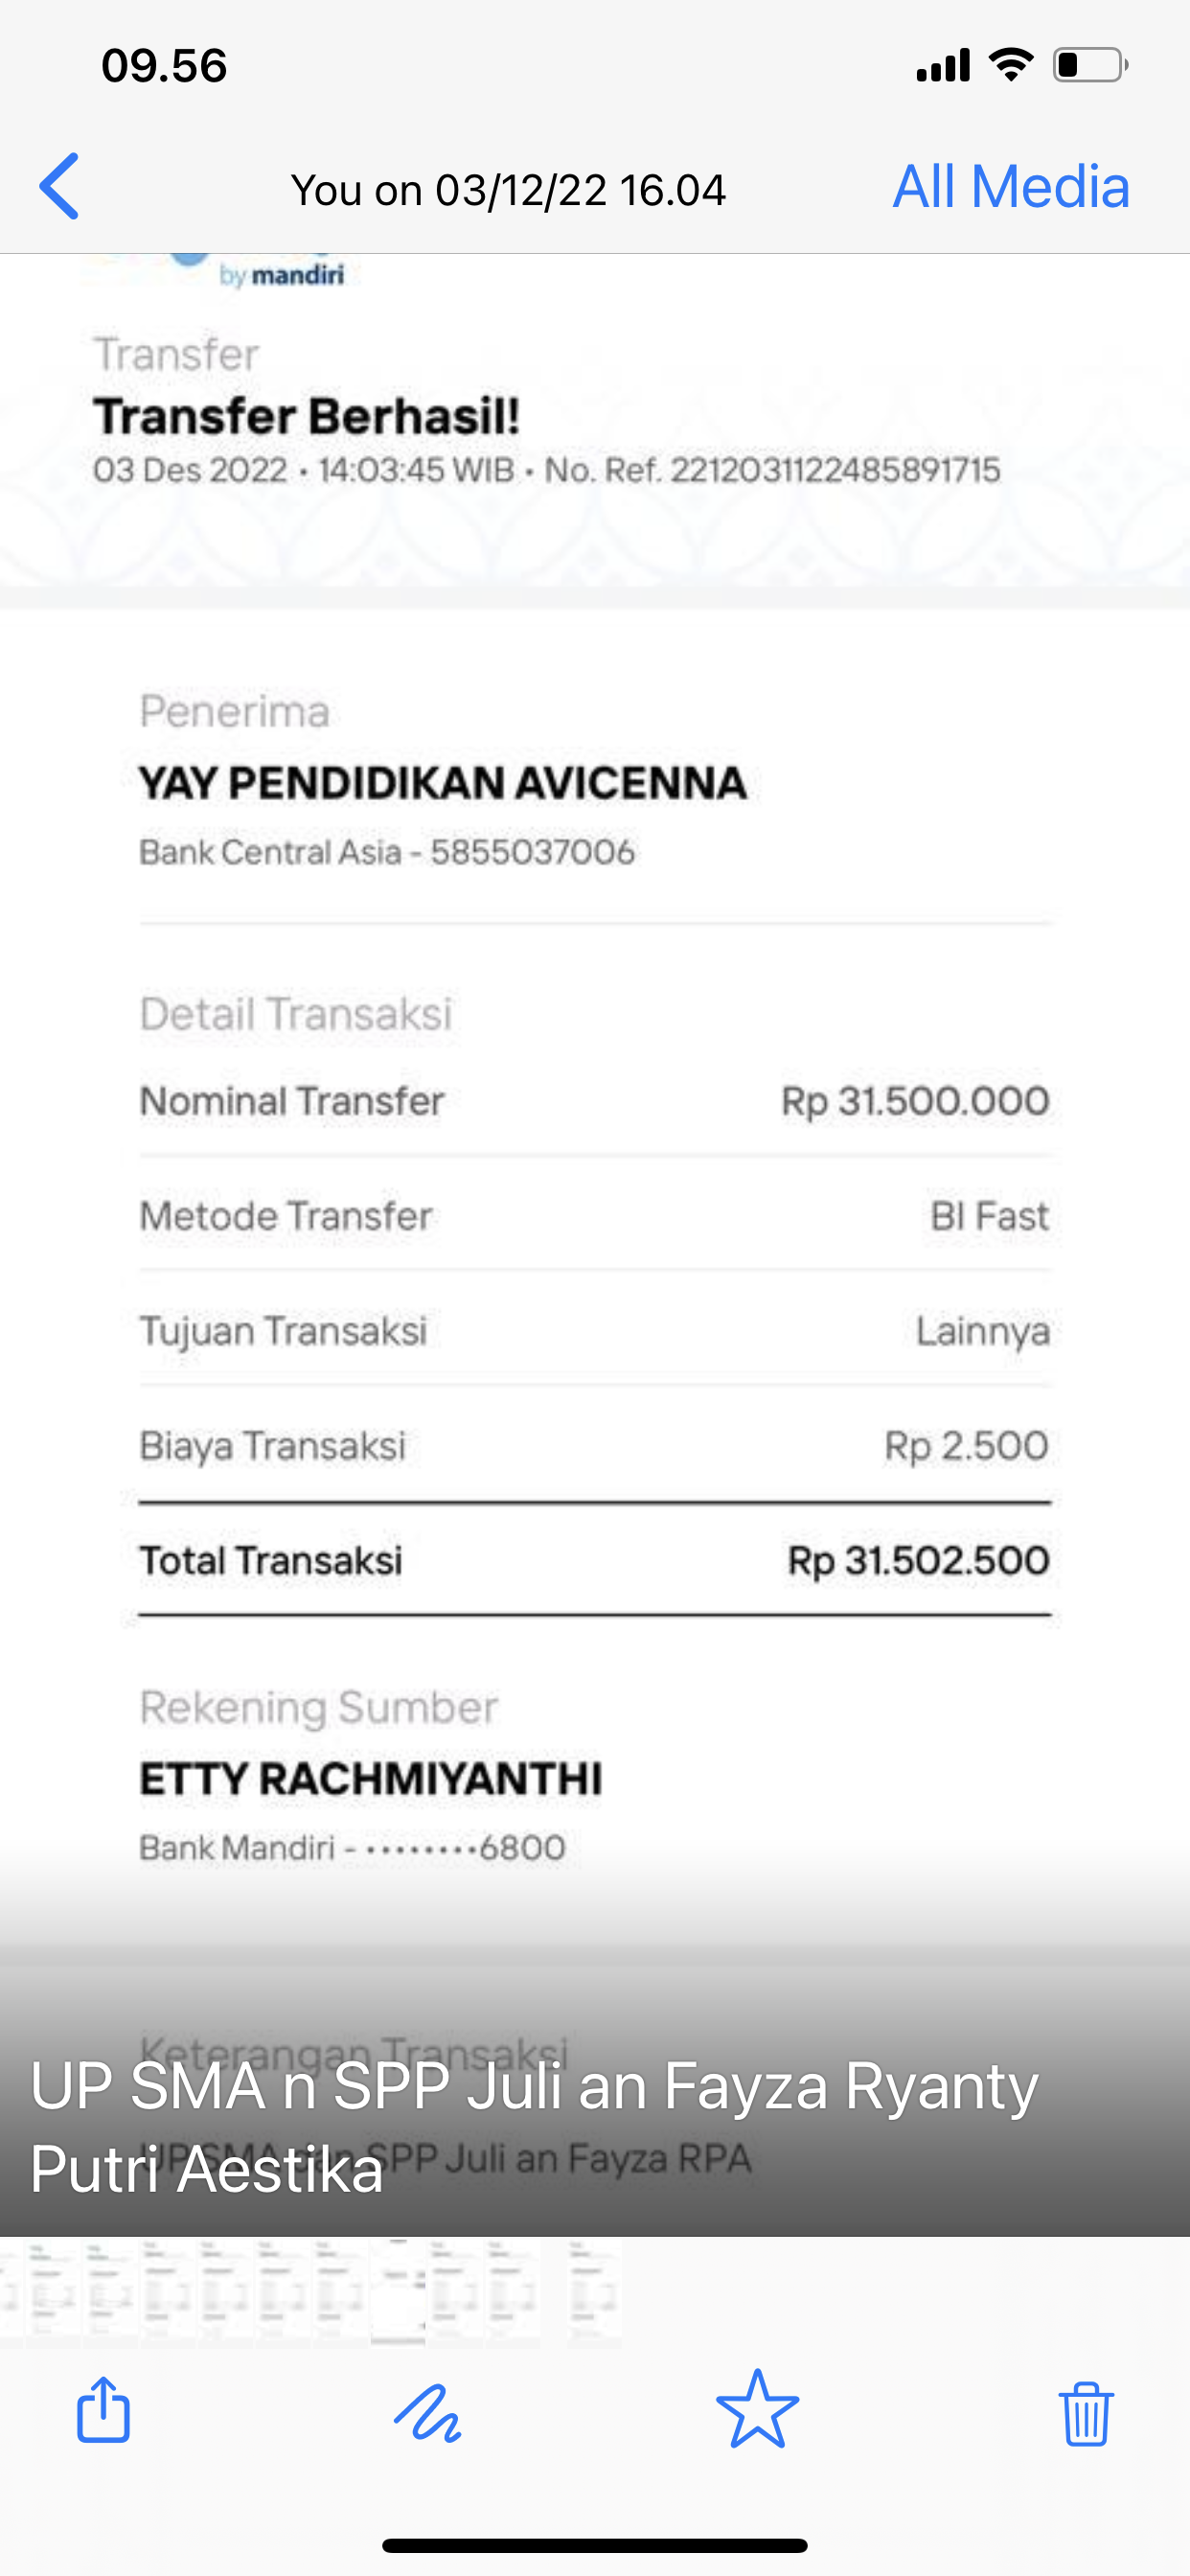 09.56
You on 03/12/22 16.04
All Media
by mandiri
Transfer
Transfer Berhasil!
03 Des 2022 • 14:03:45 WIB • No. Ref. 2212031122485891715
Penerima
YAY PENDIDIKAN AVICENNA
Bank Central Asia - 5855037006
Detail Transaksi
Nominal Transfer Rp 31.500.000
Metode Transfer BI Fast
Tujuan Transaksi Lainnya
Biaya Transaksi Rp 2.500
Total Transaksi Rp 31.502.500
Rekening Sumber
ETTY RACHMIYANTHI
Bank Mandiri - ••••••••6800
Keterangan Transaksi
UP SMA n SPP Juli an Fayza Ryanty
Putri Aestika
UP SMA dan SPP Juli an Fayza RPA